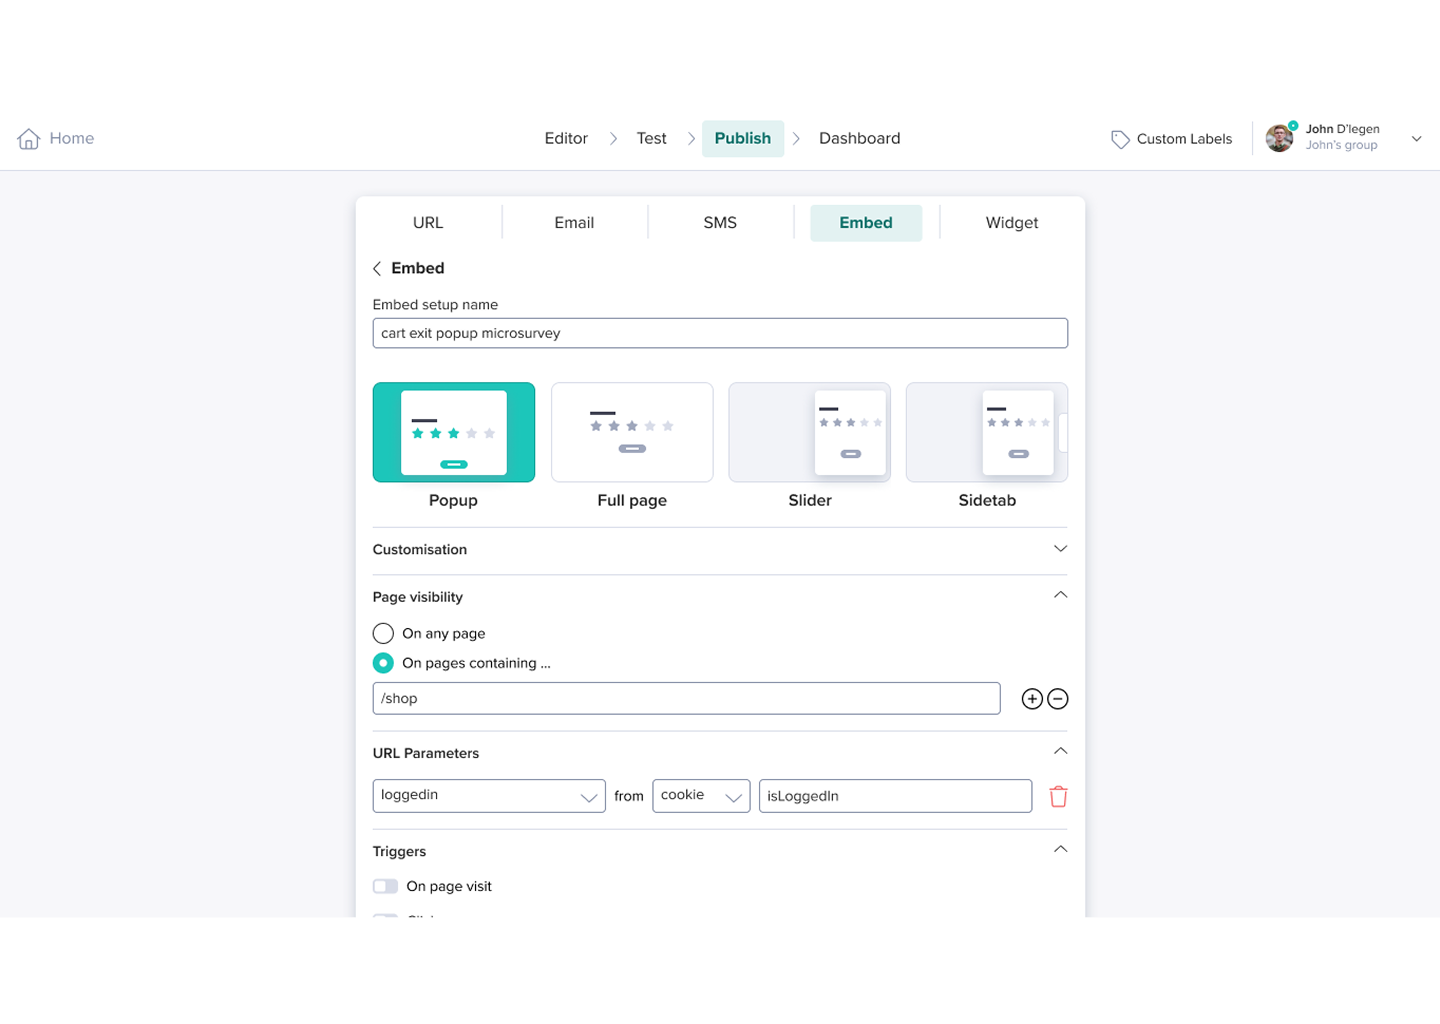 Home
Editor
Test
Publish
Dashboard
Custom Labels
John D'legen
John's group
URL
Email
SMS
Embed
Widget
Embed
Embed setup name
cart exit popup microsurvey
Popup
Full page
Slider
Sidetab
Customisation
Page visibility
On any page
On pages containing ...
/shop
URL Parameters
loggedin
from
cookie
isLoggedIn
Triggers
On page visit